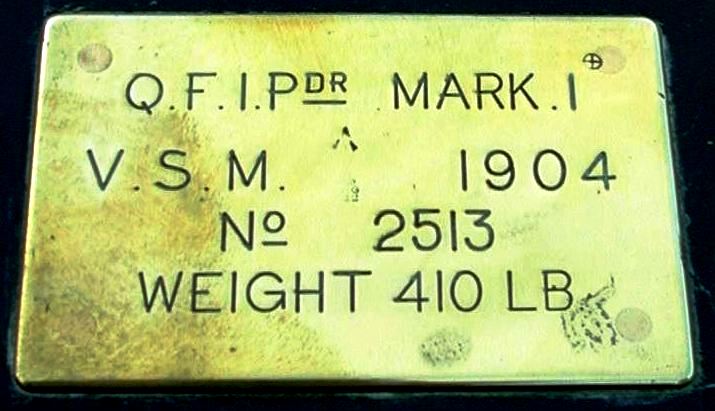 Q.F.1.PDR MARK.I
V.S.M. 1904
Nº 2513
WEIGHT 410 LB